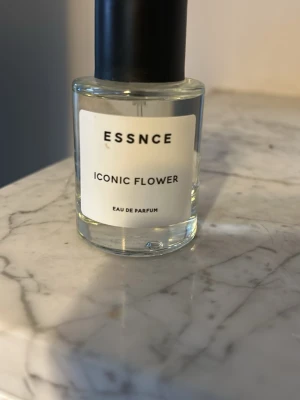 ESSNCE
ICONIC FLOWER
EAU DE PARFUM